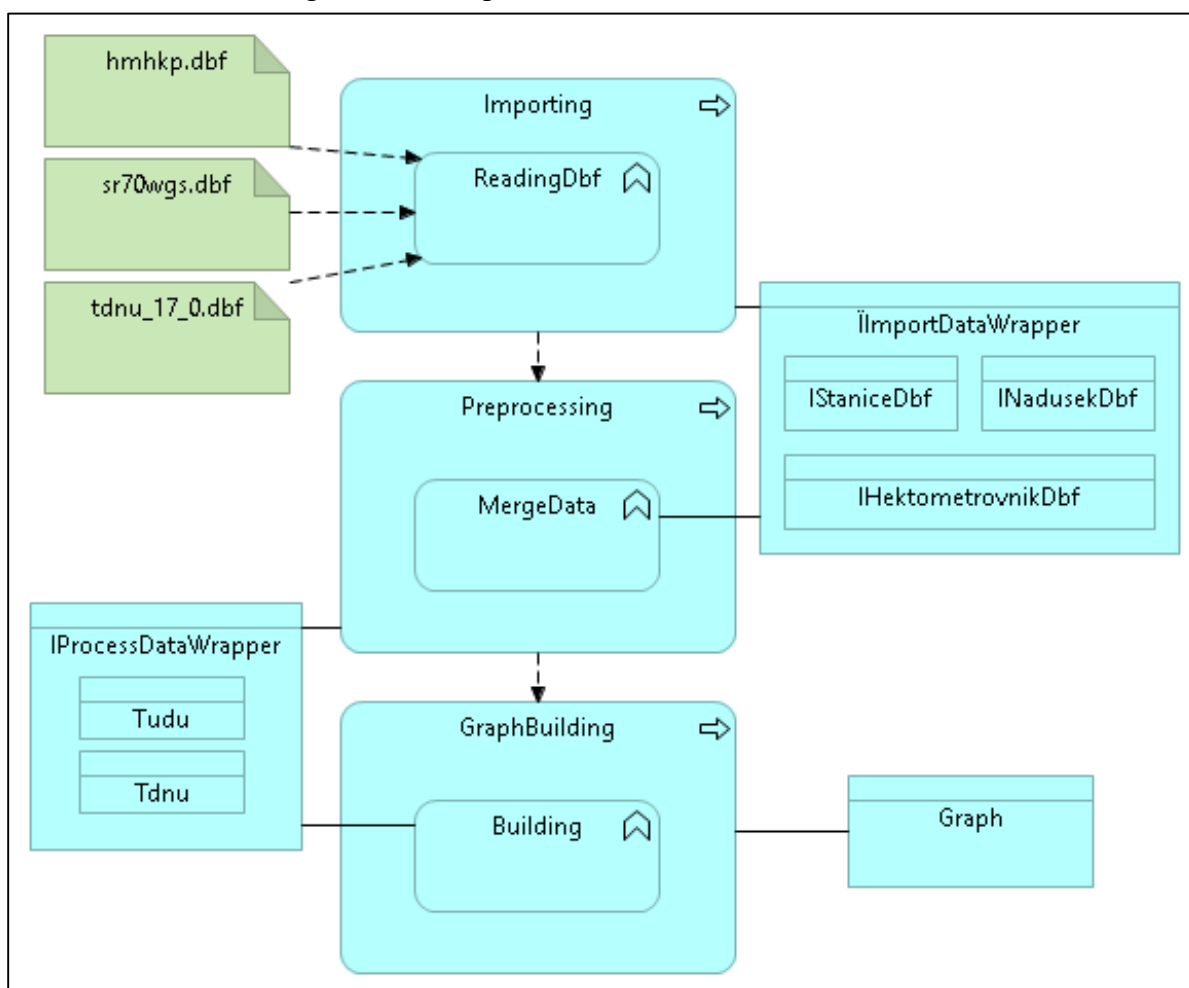 hmhkp.dbf
Importing
ReadingDbf
sr70wgs.dbf
tdnu_17_0.dbf
ÏImportDataWrapper
IStaniceDbf
INadusekDbf
IHektometrovnikDbf
Preprocessing
MergeData
IProcessDataWrapper
Tudu
Tdnu
GraphBuilding
Building
Graph